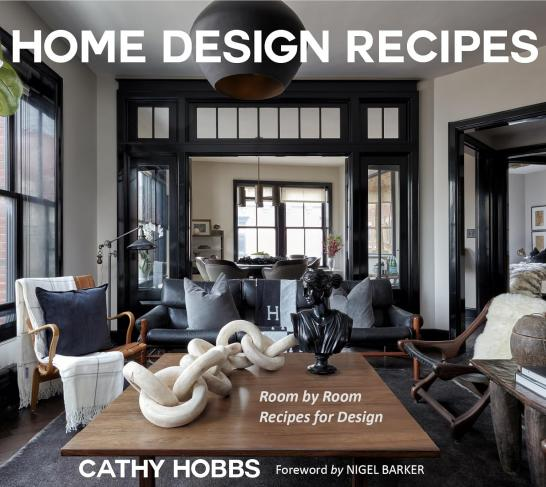 HOME DESIGN RECIPES
H
Room by Room
Recipes for Design
CATHY HOBBS Foreword by NIGEL BARKER